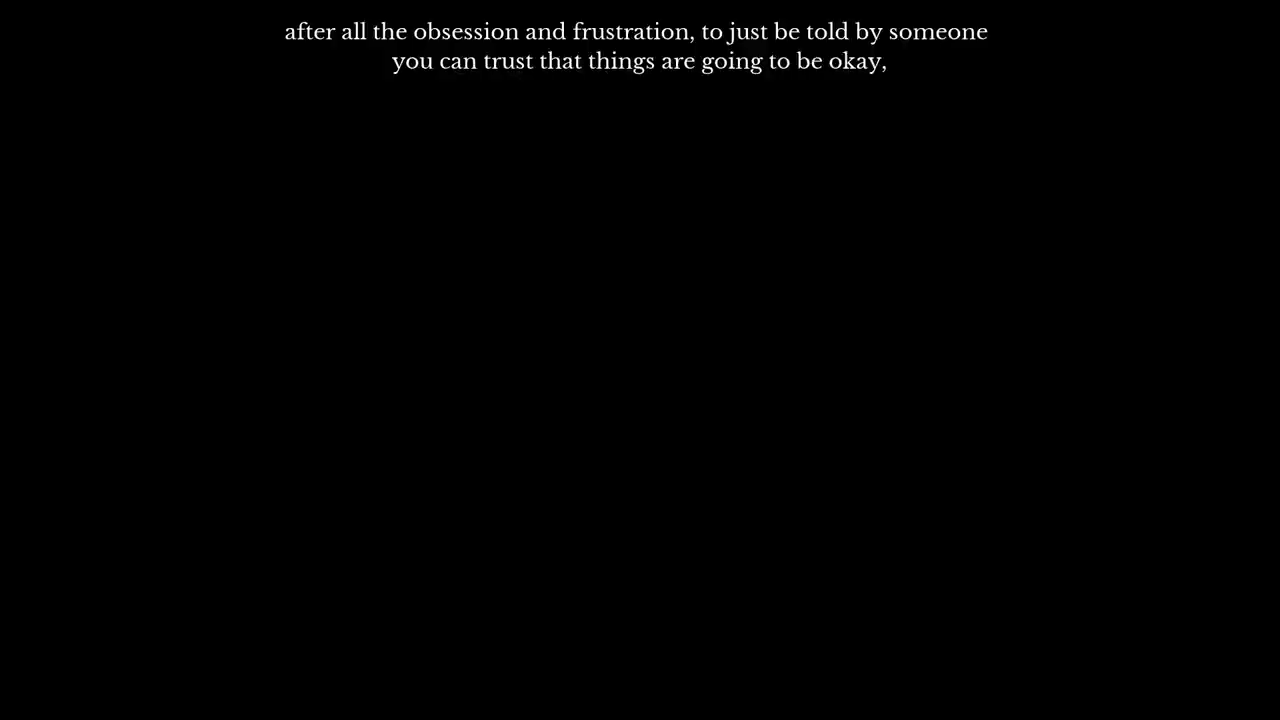 after all the obsession and frustration, to just be told by someone
you can trust that things are going to be okay,